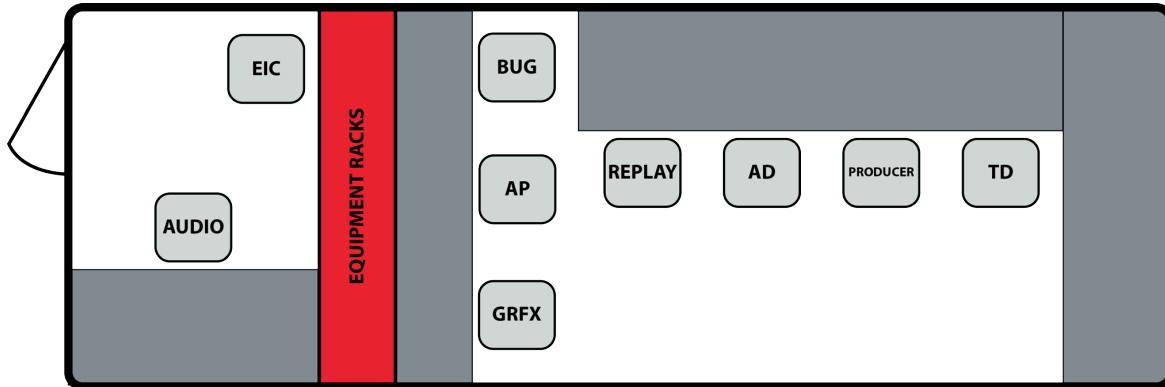 EIC
AUDIO
EQUIPMENT RACKS
BUG
AP
GRFX
REPLAY
AD
PRODUCER
TD